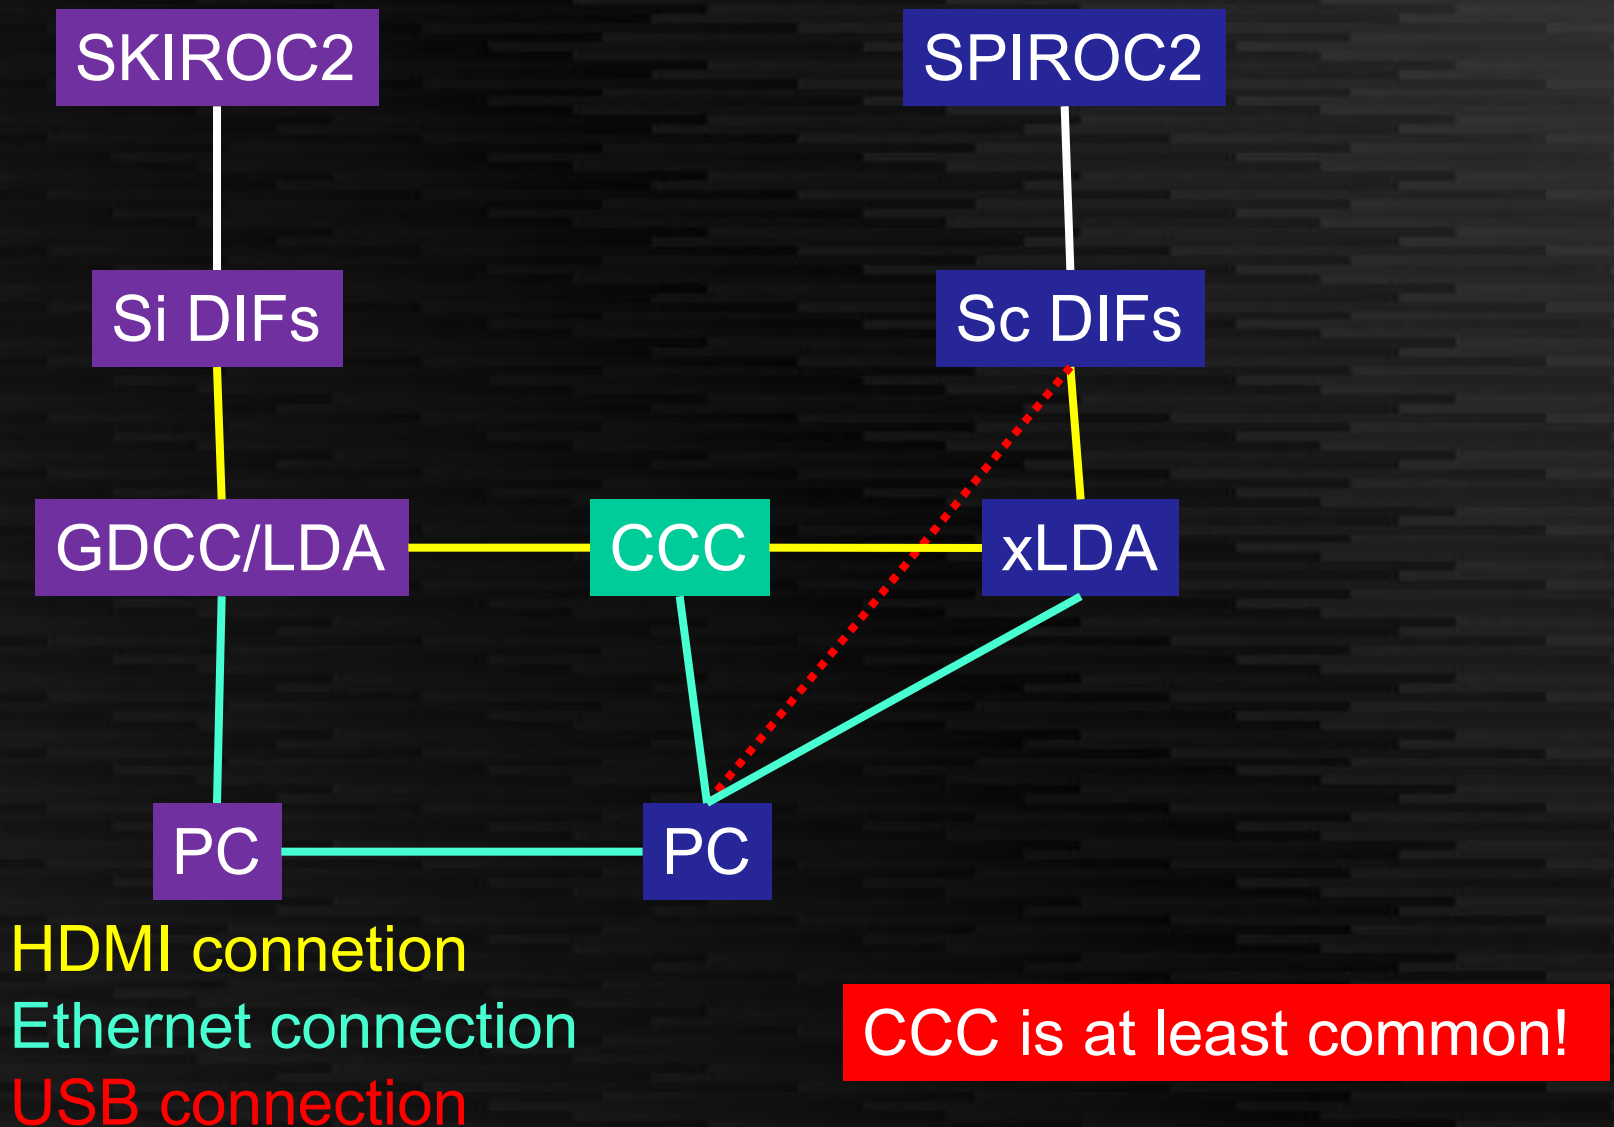 SKIROC2
SPIROC2
Si DIFs
Sc DIFs
GDCC/LDA
CCC
xLDA
PC
PC
HDMI connetion
Ethernet connection
USB connection
CCC is at least common!